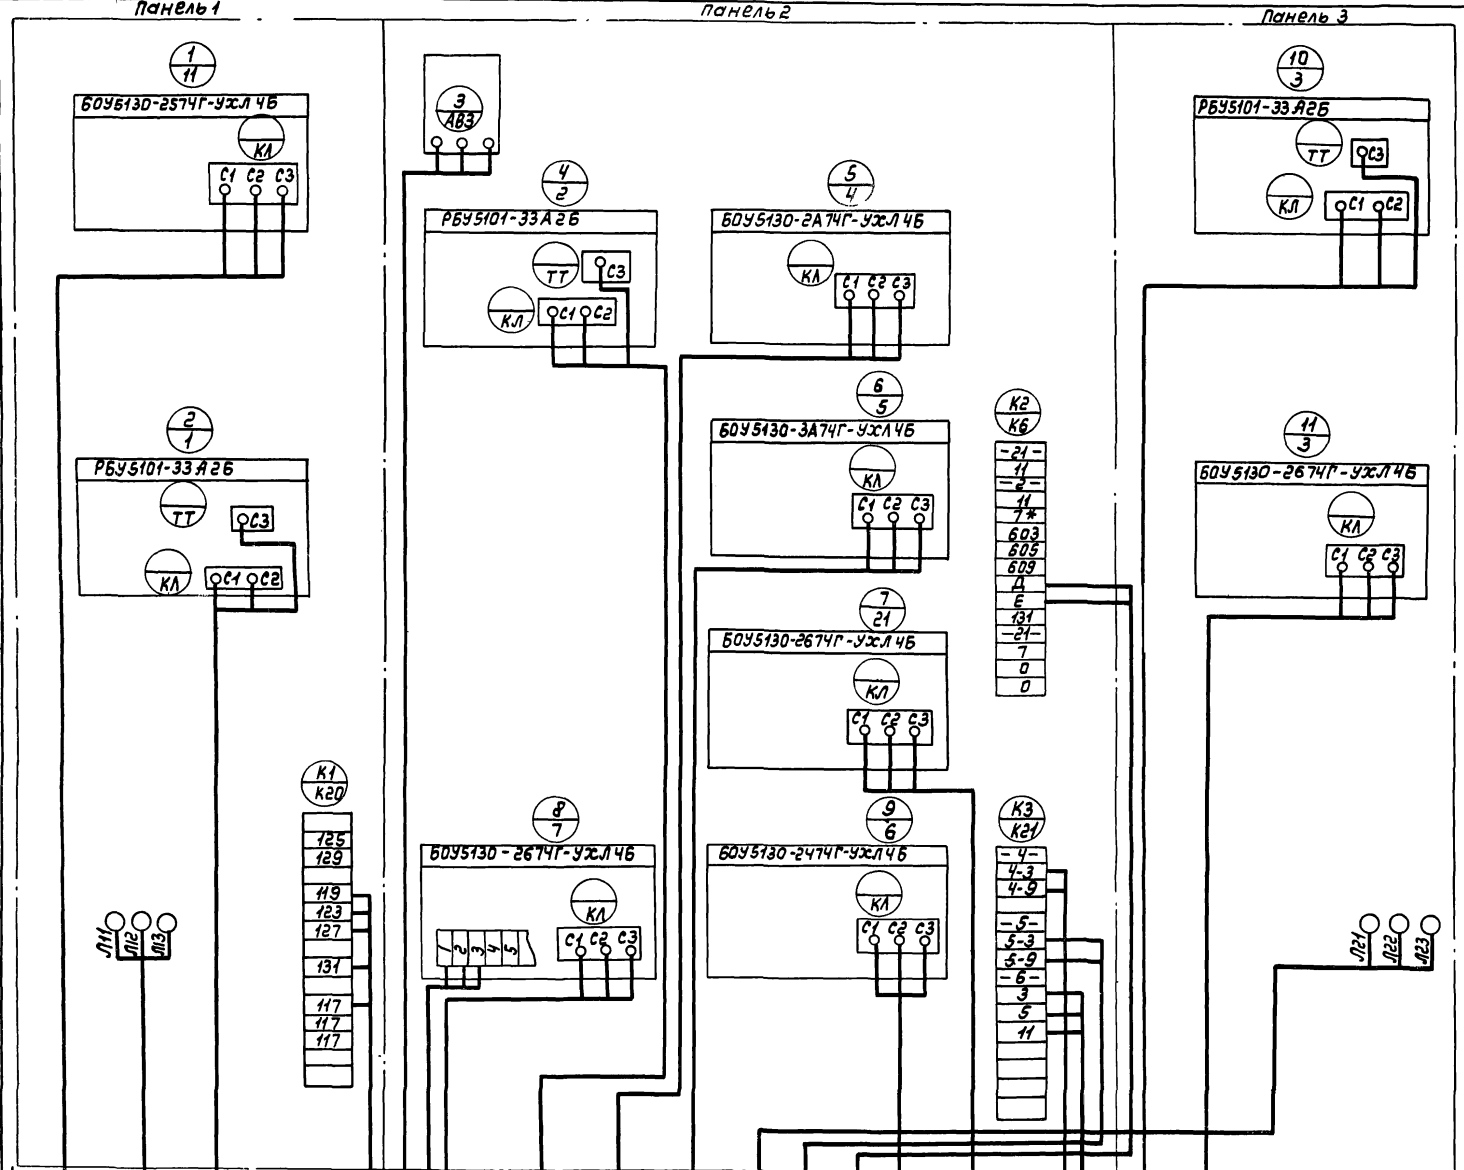 Панель 1
1
11
БОУ5130-2574Г-УХЛ4Б
КЛ
С1 С2 С3
2
1
РБУ5101-33А2Б
ТТ
С3
КЛ
С1 С2
К1
К20
125
129
119
123
127
131
117
117
117
Л11
Л12
Л13
Панель 2
3
АВ3
4
2
РБУ5101-33А2Б
ТТ
С3
КЛ
С1 С2
5
4
БОУ5130-2А74Г-УХЛ4Б
КЛ
С1 С2 С3
6
5
БОУ5130-3А74Г-УХЛ4Б
КЛ
С1 С2 С3
7
21
БОУ5130-2674Г-УХЛ4Б
КЛ
С1 С2 С3
8
7
БОУ5130-2674Г-УХЛ4Б
КЛ
1 2 3 4 5
С1 С2 С3
9
6
БОУ5130-2474Г-УХЛ4Б
КЛ
С1 С2 С3
К2
К6
-21-
11
-2-
11
7*
603
605
609
Д
Е
131
-21-
7
0
0
К3
К21
-4-
4-3
4-9
-5-
5-3
5-9
-6-
3
5
11
Панель 3
10
3
РБУ5101-33А2Б
ТТ
С3
КЛ
С1 С2
11
3
БОУ5130-2674Г-УХЛ4Б
КЛ
С1 С2 С3
Л21
Л22
Л23